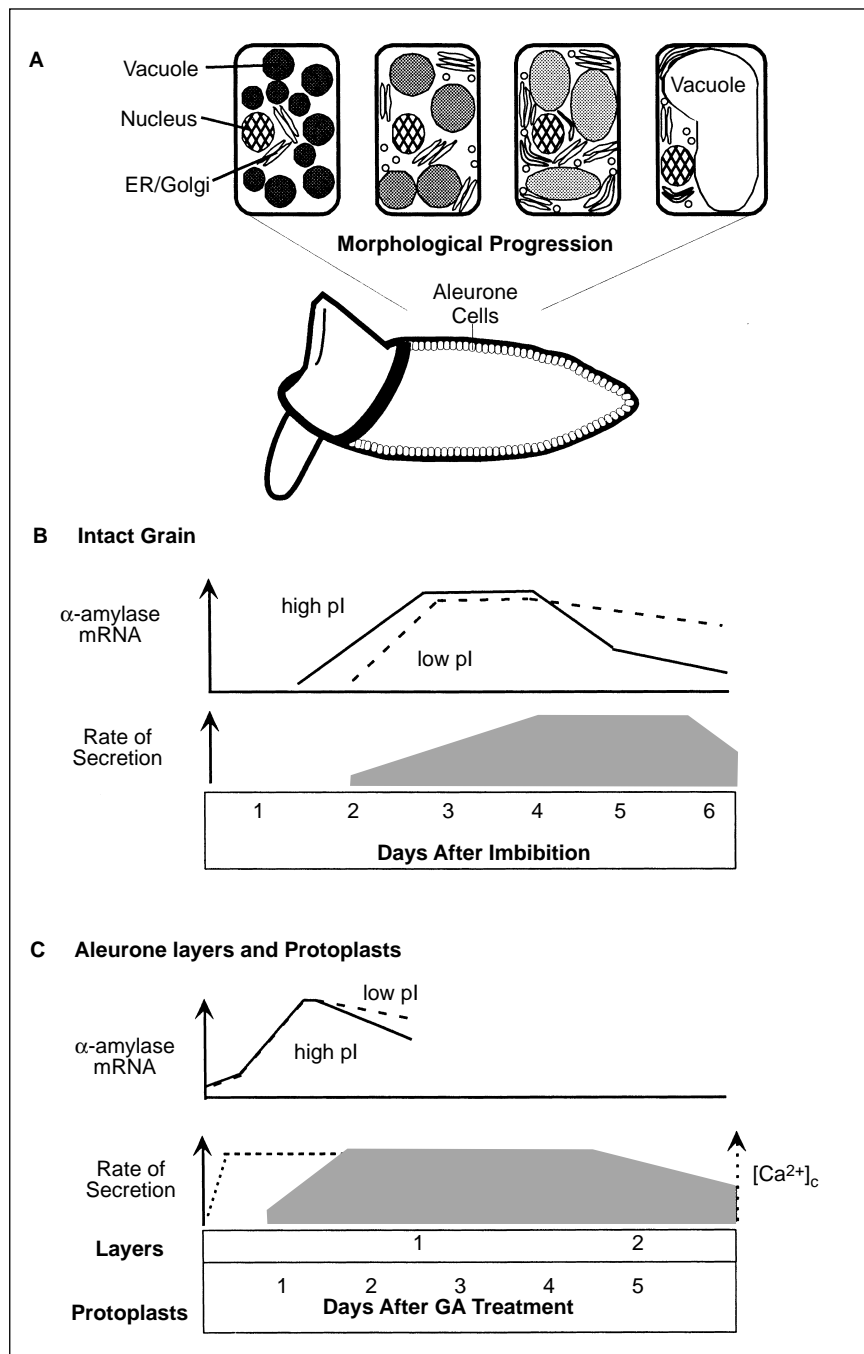 A
Vacuole
Nucleus
ER/Golgi
Vacuole
Morphological Progression
Aleurone
Cells
B Intact Grain
α-amylase
mRNA
high pI
low pI
Rate of
Secretion
1 2 3 4 5 6
Days After Imbibition
C Aleurone layers and Protoplasts
α-amylase
mRNA
low pI
high pI
Rate of
Secretion
[Ca²⁺]c
Layers 1 2
1 2 3 4 5
Protoplasts Days After GA Treatment